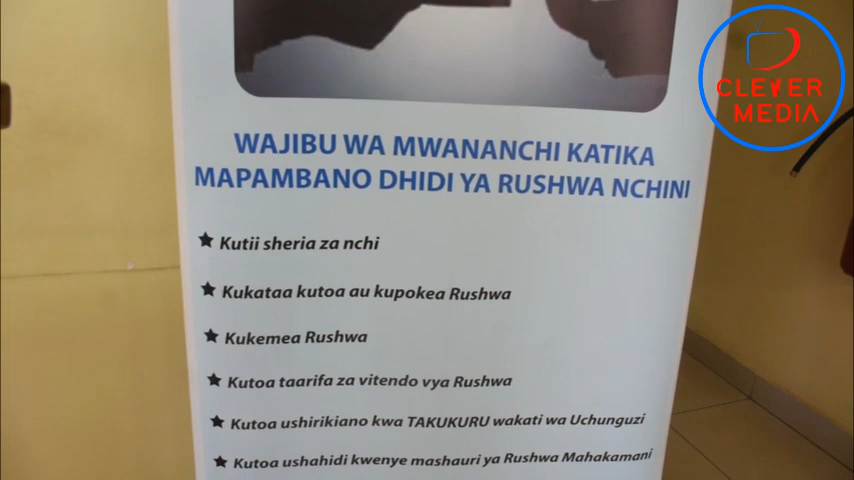 CLEVER
MEDIA
WAJIBU WA MWANANCHI KATIKA
MAPAMBANO DHIDI YA RUSHWA NCHINI
Kutii sheria za nchi
Kukataa kutoa au kupokea Rushwa
Kukemea Rushwa
Kutoa taarifa za vitendo vya Rushwa
Kutoa ushirikiano kwa TAKUKURU wakati wa Uchunguzi
Kutoa ushahidi kwenye mashauri ya Rushwa Mahakamani